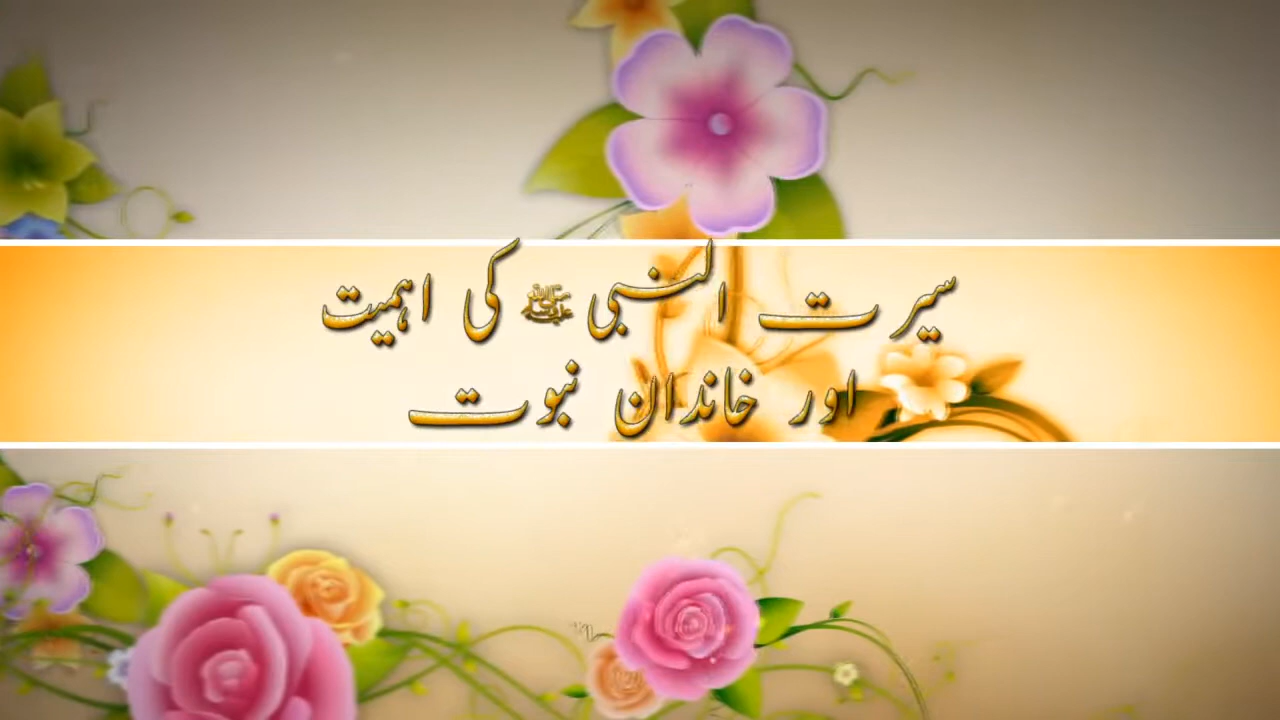 سیرت النبی ﷺ کی اہمیت
اور خاندان نبوت